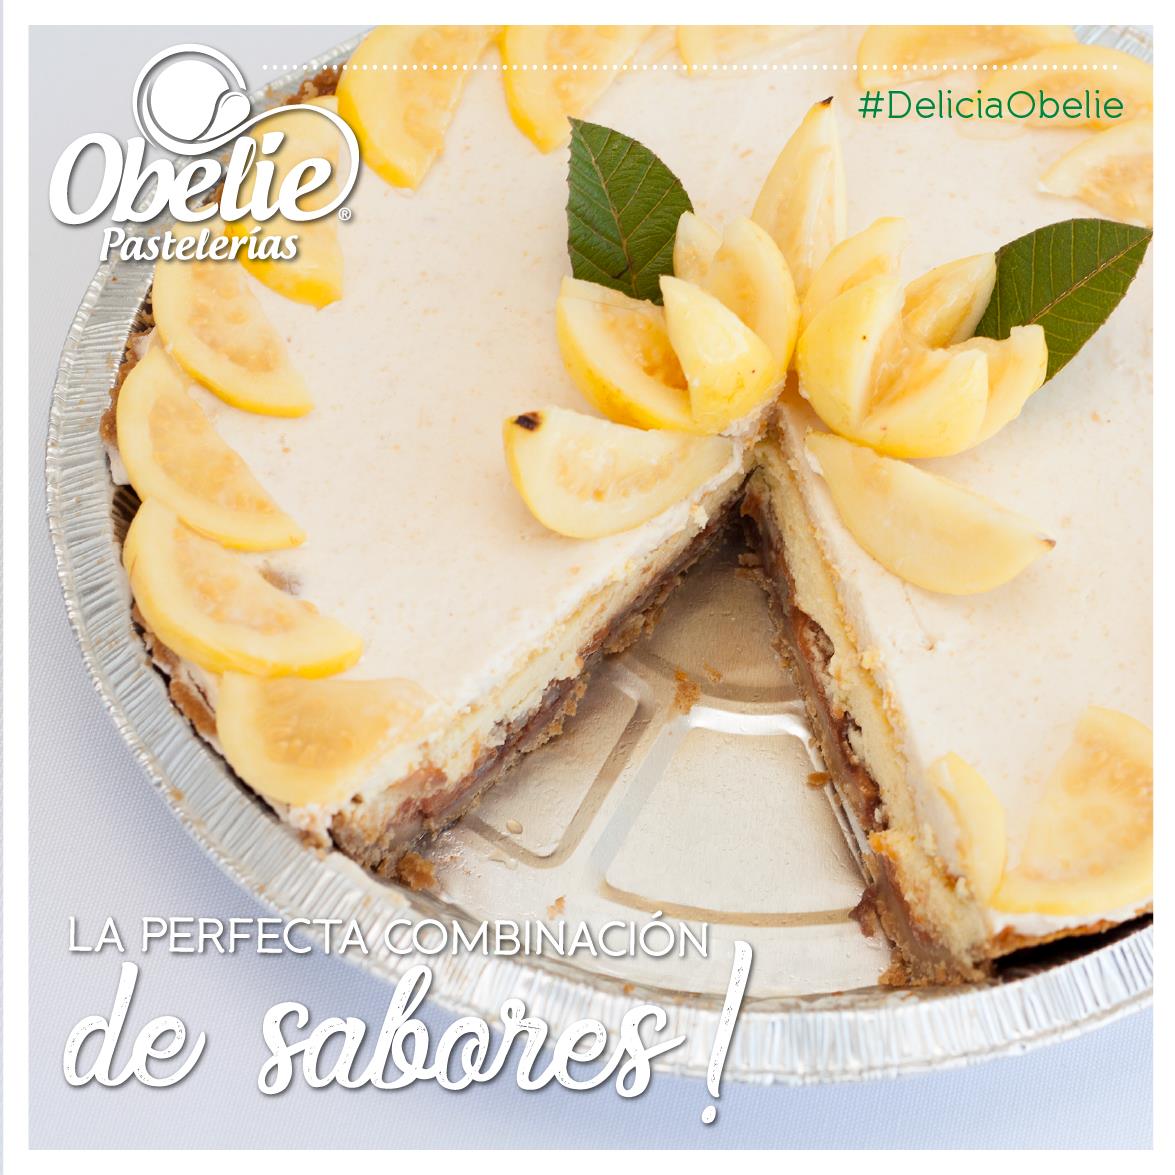 #DeliciaObelie
Obelie®
Pastelerías
LA PERFECTA COMBINACIÓN
de sabores!